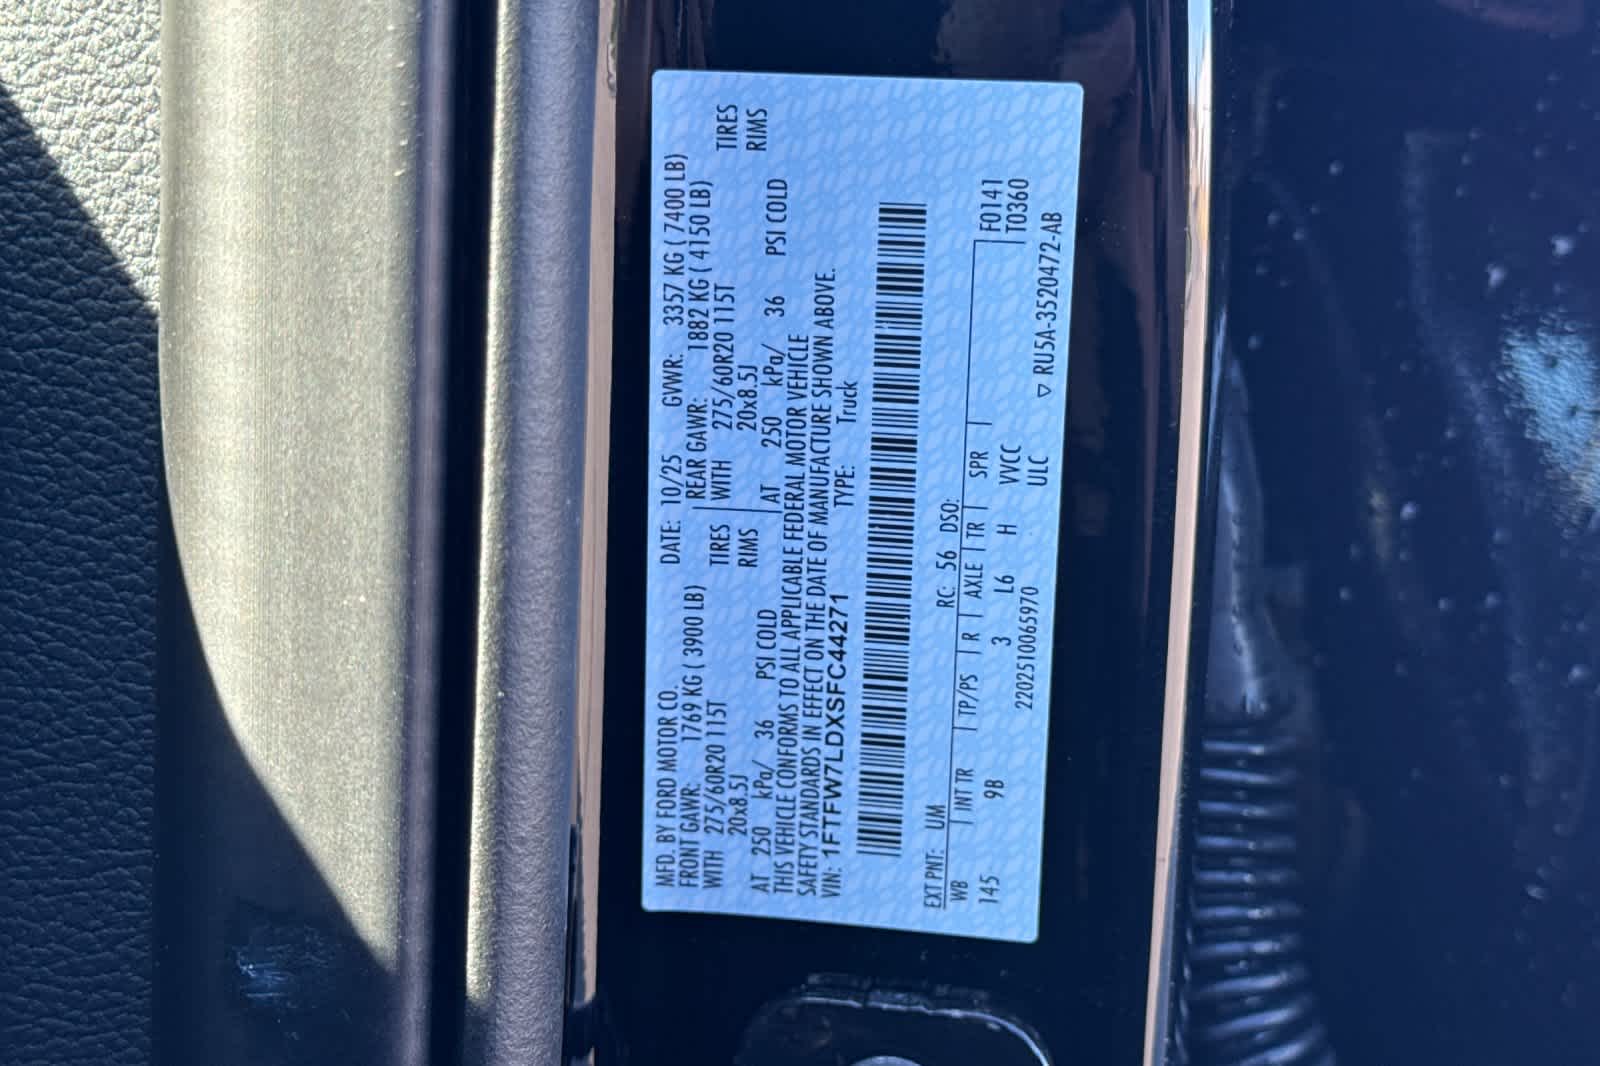 MFD. BY FORD MOTOR CO. DATE: 10/25 GVWR: 3357 KG ( 7400 LB)
FRONT GAWR: 1769 KG ( 3900 LB) REAR GAWR: 1882 KG ( 4150 LB)
WITH 275/60R20 115T TIRES WITH 275/60R20 115T TIRES
20x8.5J RIMS 20x8.5J RIMS
AT 250 kPa/ 36 PSI COLD AT 250 kPa/ 36 PSI COLD
THIS VEHICLE CONFORMS TO ALL APPLICABLE FEDERAL MOTOR VEHICLE
SAFETY STANDARDS IN EFFECT ON THE DATE OF MANUFACTURE SHOWN ABOVE.
VIN: 1FTFW7LDXSFC44271 TYPE: Truck
EXT PNT: UM RC: 56 DSO:
WB INT TR TP/PS R AXLE TR SPR F0141
145 9B 3 L6 H VCC T0360
220251006597​0 ULC
▽ RU5A-3520472-AB